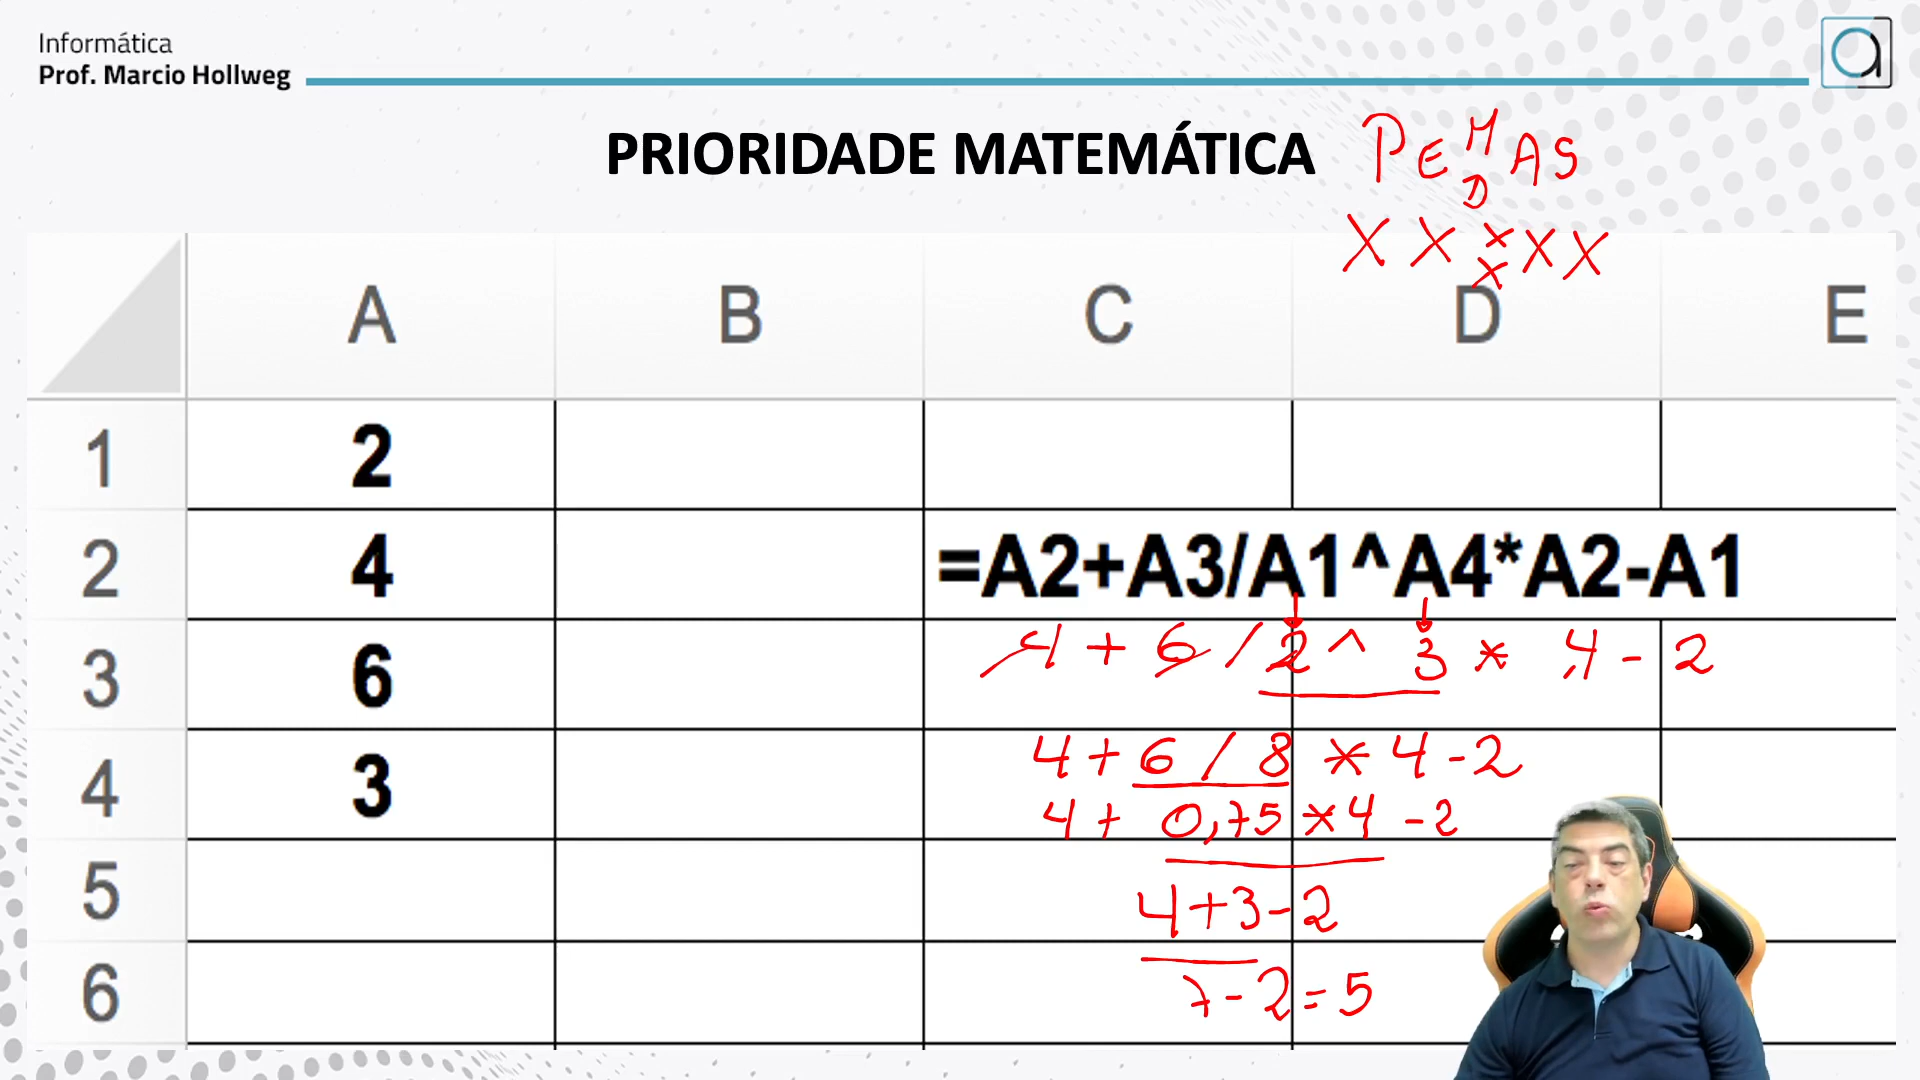 Informática
Prof. Marcio Hollweg
PRIORIDADE MATEMÁTICA
PEMDAS
X X X X X X
A B C D E
1 2
2 4 =A2+A3/A1^A4*A2-A1
3 6 4 + 6 / 2 ^ 3 * 4 - 2
4 3 4 + 6 / 8 * 4 - 2
4 + 0,75 * 4 - 2
5 4 + 3 - 2
6 7 - 2 = 5